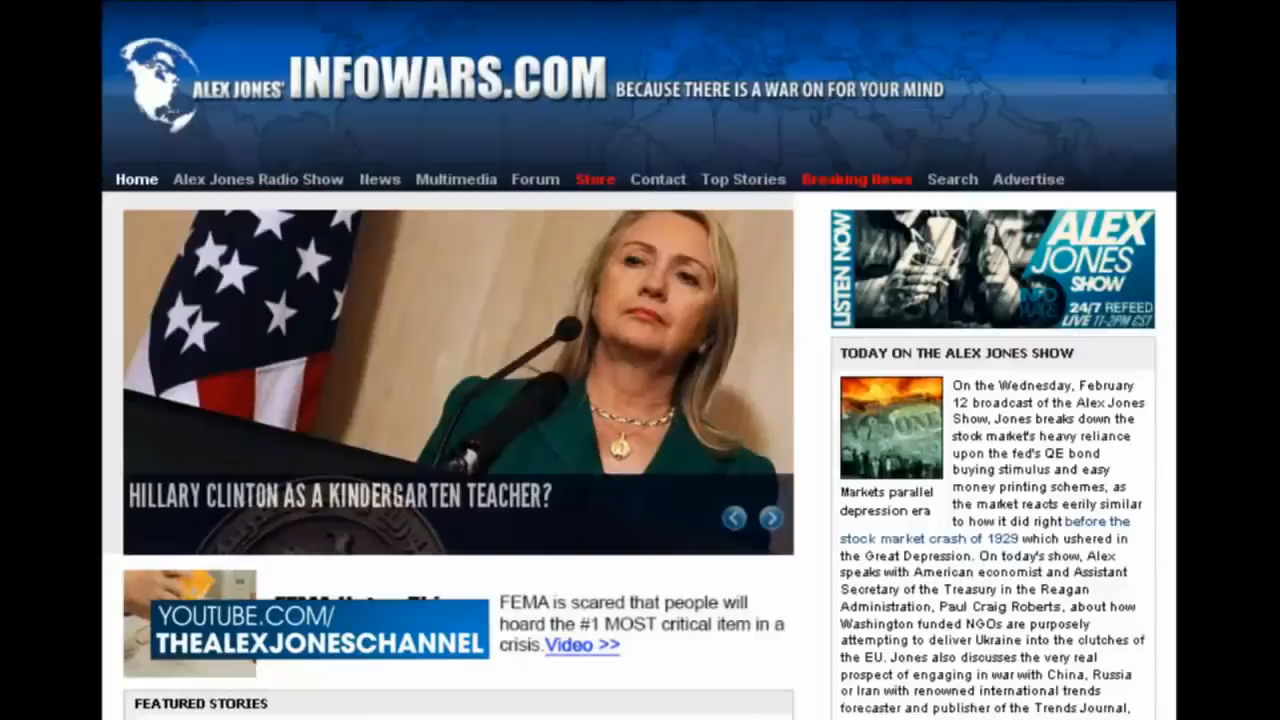 ALEX JONES' INFOWARS.COM BECAUSE THERE IS A WAR ON FOR YOUR MIND
Home Alex Jones Radio Show News Multimedia Forum Store Contact Top Stories Breaking News Search Advertise
HILLARY CLINTON AS A KINDERGARTEN TEACHER?
YOUTUBE.COM/
THEALEXJONESCHANNEL
FEMA is scared that people will
hoard the #1 MOST critical item in a
crisis. Video >>
FEATURED STORIES
LISTEN NOW
ALEX
JONES
SHOW
INFO
WARS
24/7 REFEED
LIVE 11-2PM CST
TODAY ON THE ALEX JONES SHOW
Markets parallel
depression era
On the Wednesday, February
12 broadcast of the Alex Jones
Show, Jones breaks down the
stock market's heavy reliance
upon the fed's QE bond
buying stimulus and easy
money printing schemes, as
the market reacts eerily similar
to how it did right before the
stock market crash of 1929 which ushered in
the Great Depression. On today's show, Alex
speaks with American economist and Assistant
Secretary of the Treasury in the Reagan
Administration, Paul Craig Roberts, about how
Washington funded NGOs are purposely
attempting to deliver Ukraine into the clutches of
the EU. Jones also discusses the very real
prospect of engaging in war with China, Russia
or Iran with renowned international trends
forecaster and publisher of the Trends Journal,